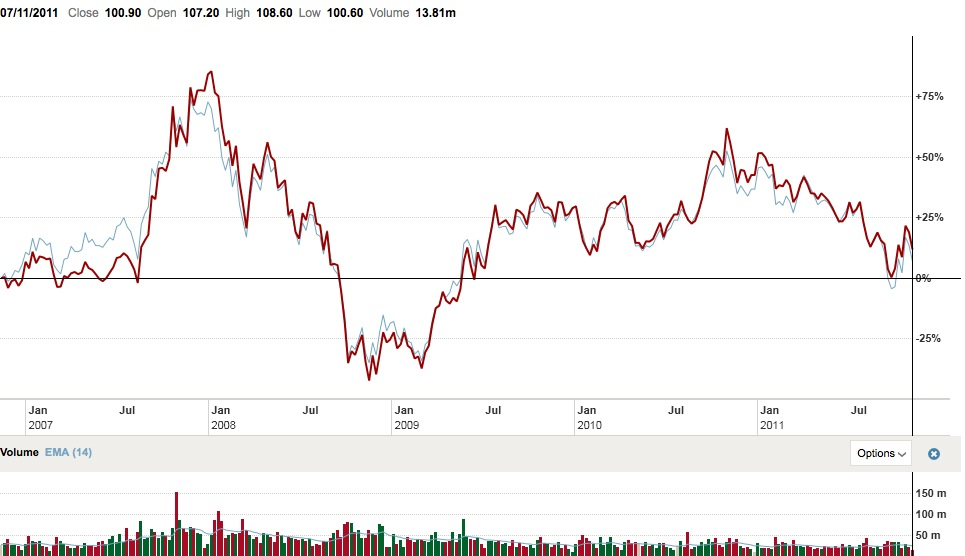 07/11/2011 Close 100.90 Open 107.20 High 108.60 Low 100.60 Volume 13.81m
+75%
+50%
+25%
0%
-25%
Jan Jul Jan Jul Jan Jul Jan Jul Jan Jul
2007 2008 2009 2010 2011
Volume EMA (14) Options
150 m
100 m
50 m